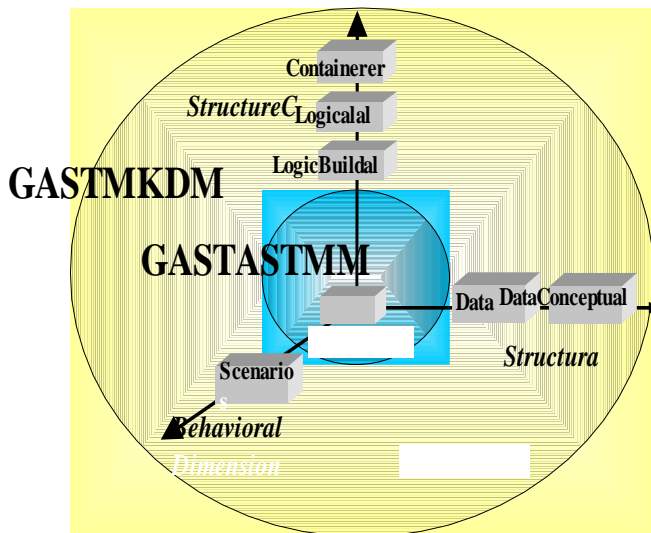 Containerer
StructureC
Logicalal
LogicBuildal
GASTMKDM
GASTASTMM
Data
DataConceptual
Structura
Scenario
s
Behavioral
Dimension